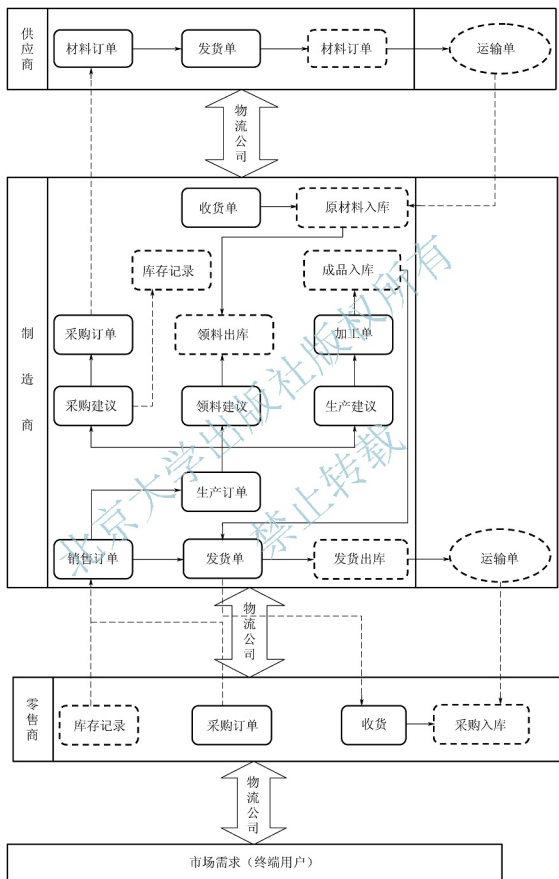 供应商
材料订单
发货单
材料订单
运输单
物流公司
制造商
收货单
原材料入库
库存记录
成品入库
采购订单
领料出库
加工单
采购建议
领料建议
生产建议
生产订单
销售订单
发货单
发货出库
运输单
物流公司
零售商
库存记录
采购订单
收货
采购入库
物流公司
市场需求（终端用户）
北京大学出版社版权所有
禁止转载